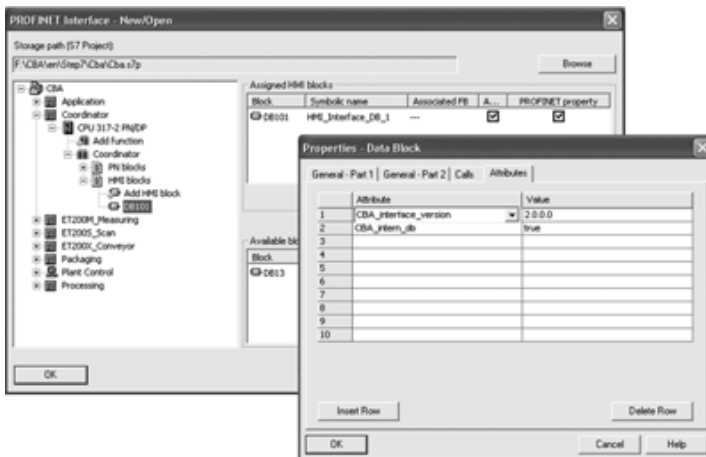 PROFINET Interface - New/Open
Storage path (S7 Project):
F:\CBA\en\Step7\Cba\Cba.s7p
Browse
CBA
Application
Coordinator
CPU 317-2 PN/DP
Add function
Coordinator
PN blocks
HMI blocks
Add HMI block
DB101
ET200M_Measuring
ET200S_Scan
ET200X_Conveyor
Packaging
Plant Control
Processing
Assigned HMI blocks
Block Symbolic name Associated FB A... PROFINET property
DB101 HMI_Interface_DB_1 ---
Available blo
Block
DB13
OK
Properties - Data Block
General - Part 1 General - Part 2 Calls Attributes
Attribute Value
1 CBA_interface_version 2.0.0.0
2 CBA_intern_db true
3
4
5
6
7
8
9
10
Insert Row Delete Row
OK Cancel Help